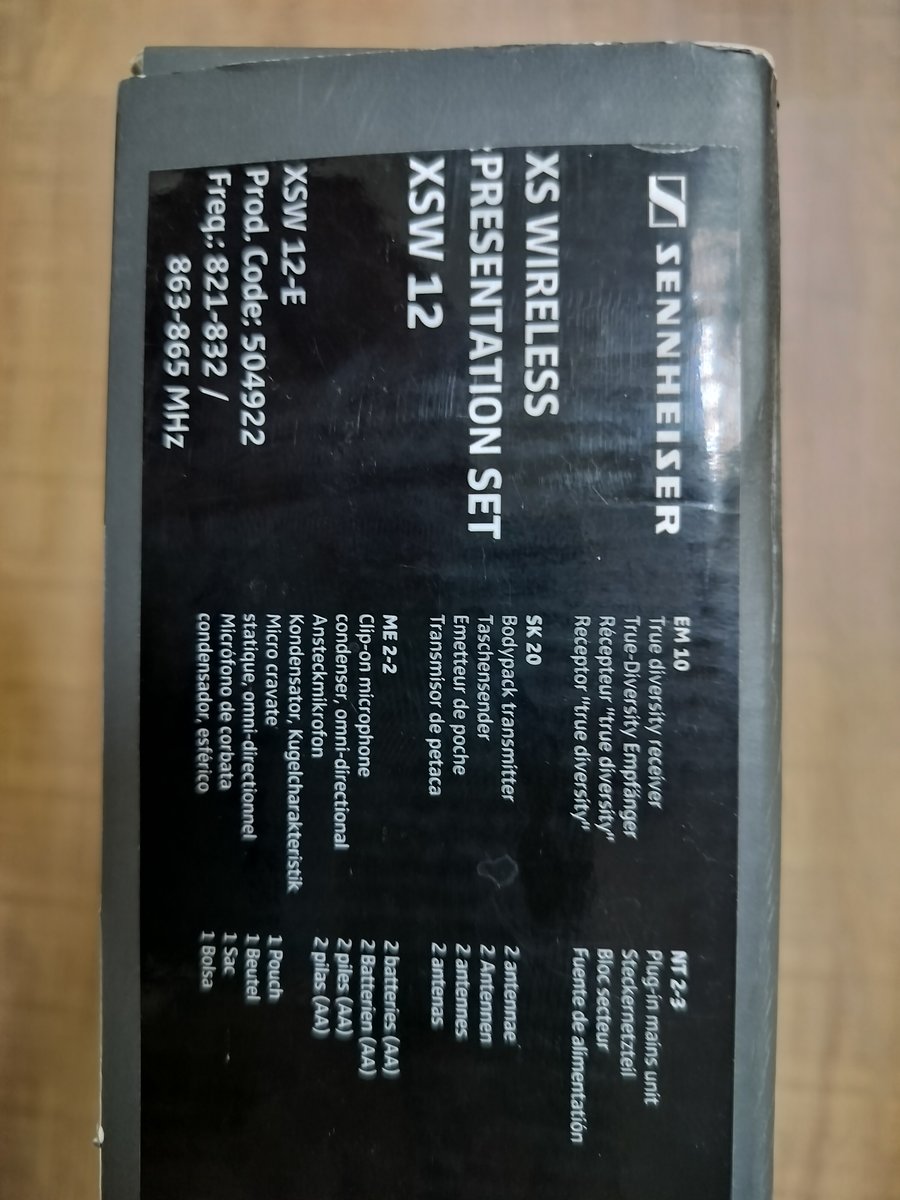 SENNHEISER
XS WIRELESS
PRESENTATION SET
XSW 12
XSW 12-E
Prod. Code: 504922
Freq.: 821-832 /
863-865 MHz
EM 10
True diversity receiver
True-Diversity Empfänger
Récepteur "true diversity"
Receptor "true diversity"
SK 20
Bodypack transmitter
Taschensender
Emetteur de poche
Transmisor de petaca
ME 2-2
Clip-on microphone
condenser, omni-directional
Ansteckmikrofon
Kondensator, Kugelcharakteristik
Micro cravate
statique, omni-directionnel
Micrófono de corbata
condensador, esférico
NT 2-3
Plug-in mains unit
Steckernetzteil
Bloc secteur
Fuente de alimentatión
2 antennae
2 Antennen
2 antennes
2 antenas
2 batteries (AA)
2 Batterien (AA)
2 piles (AA)
2 pilas (AA)
1 Pouch
1 Beutel
1 Sac
1 Bolsa